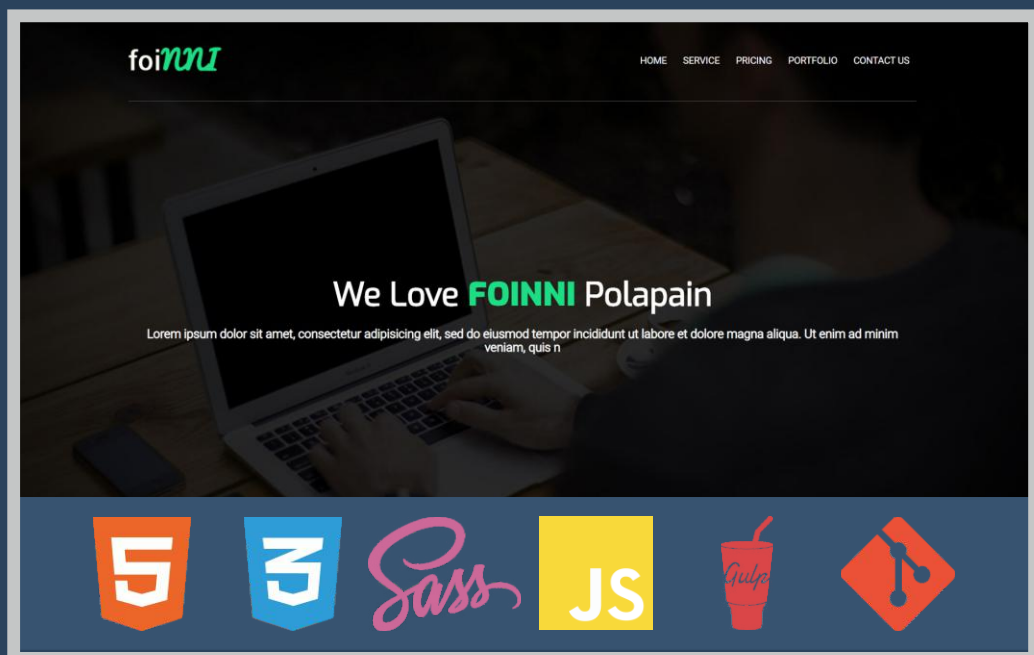 foiNNI
HOME SERVICE PRICING PORTFOLIO CONTACT US
We Love FOINNI Polapain
Lorem ipsum dolor sit amet, consectetur adipisicing elit, sed do eiusmod tempor incididunt ut labore et dolore magna aliqua. Ut enim ad minim
veniam, quis n
5 3 Sass JS Gulp